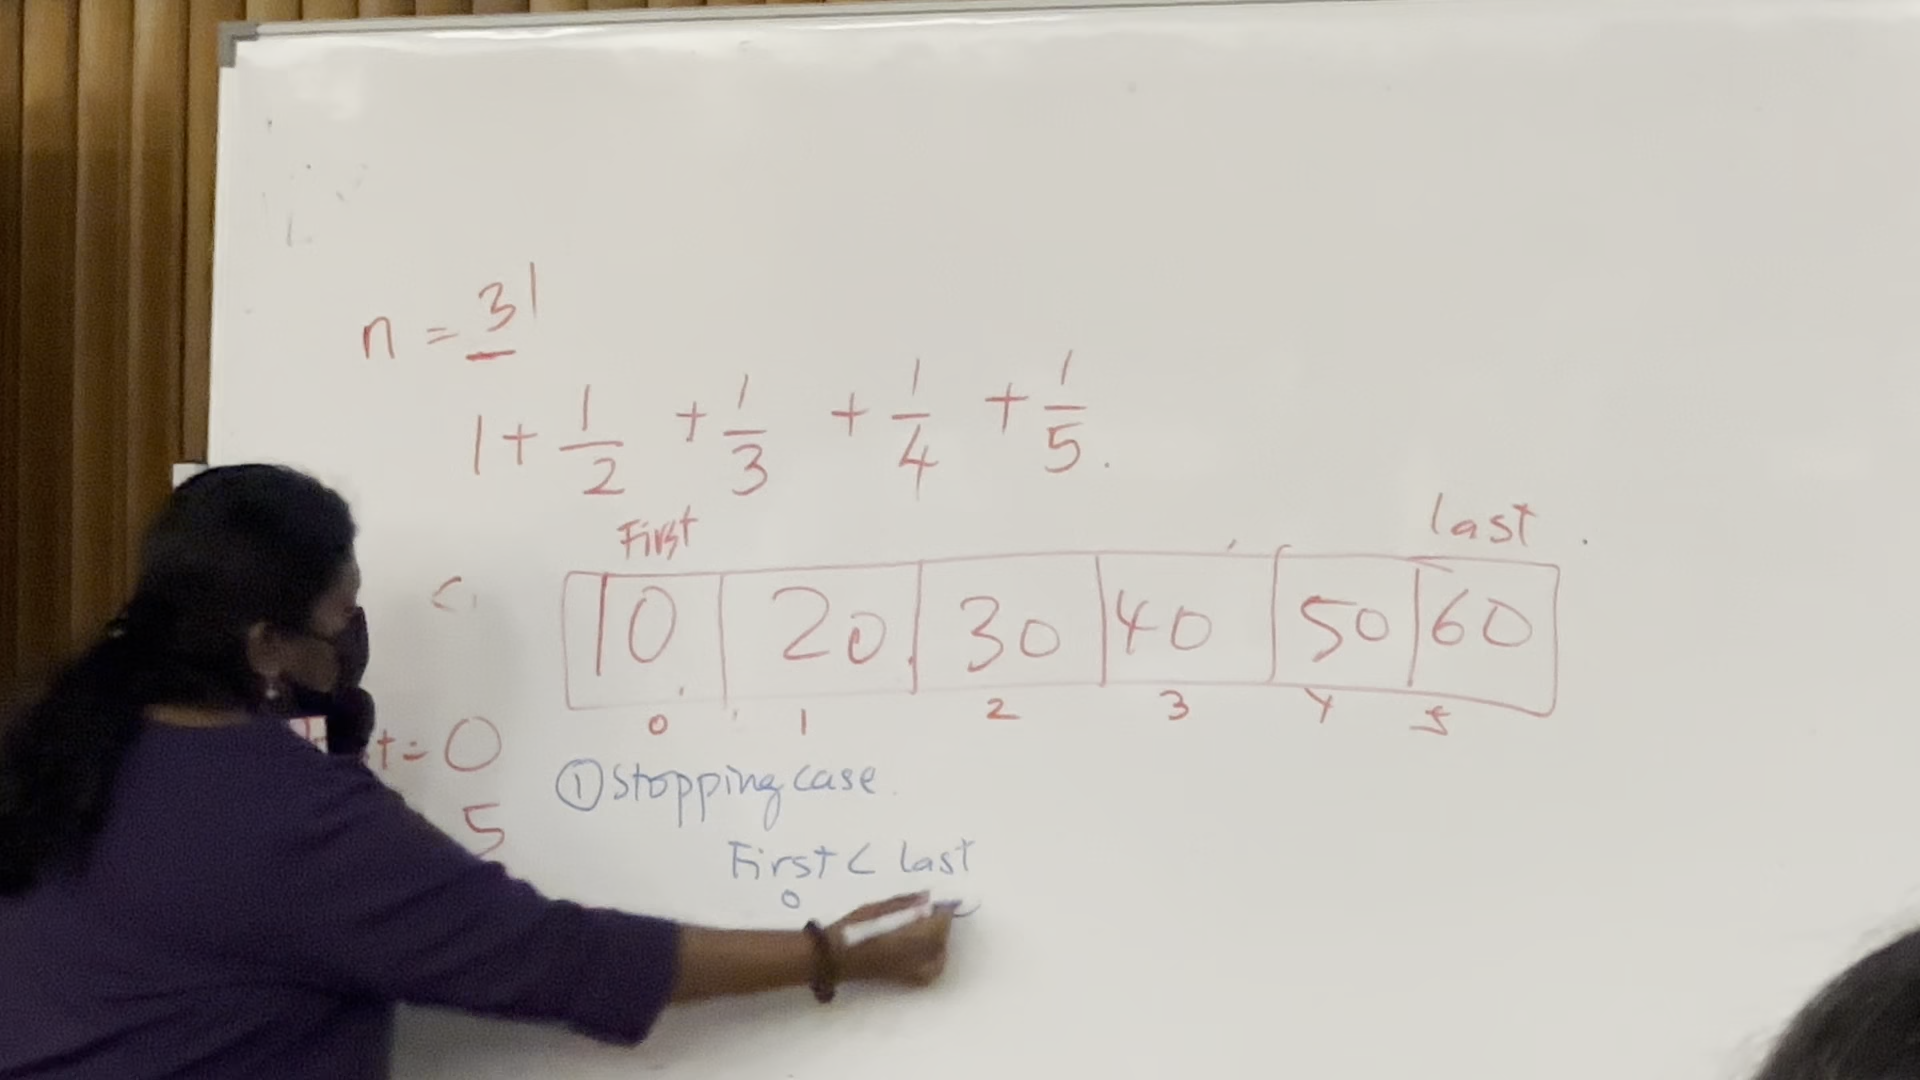 n = 31
1 + 1/2 + 1/3 + 1/4 + 1/5 .
First last
10 20 30 40 50 60
0 1 2 3 4 5
t = 0
① Stopping case.
5
First < last
0